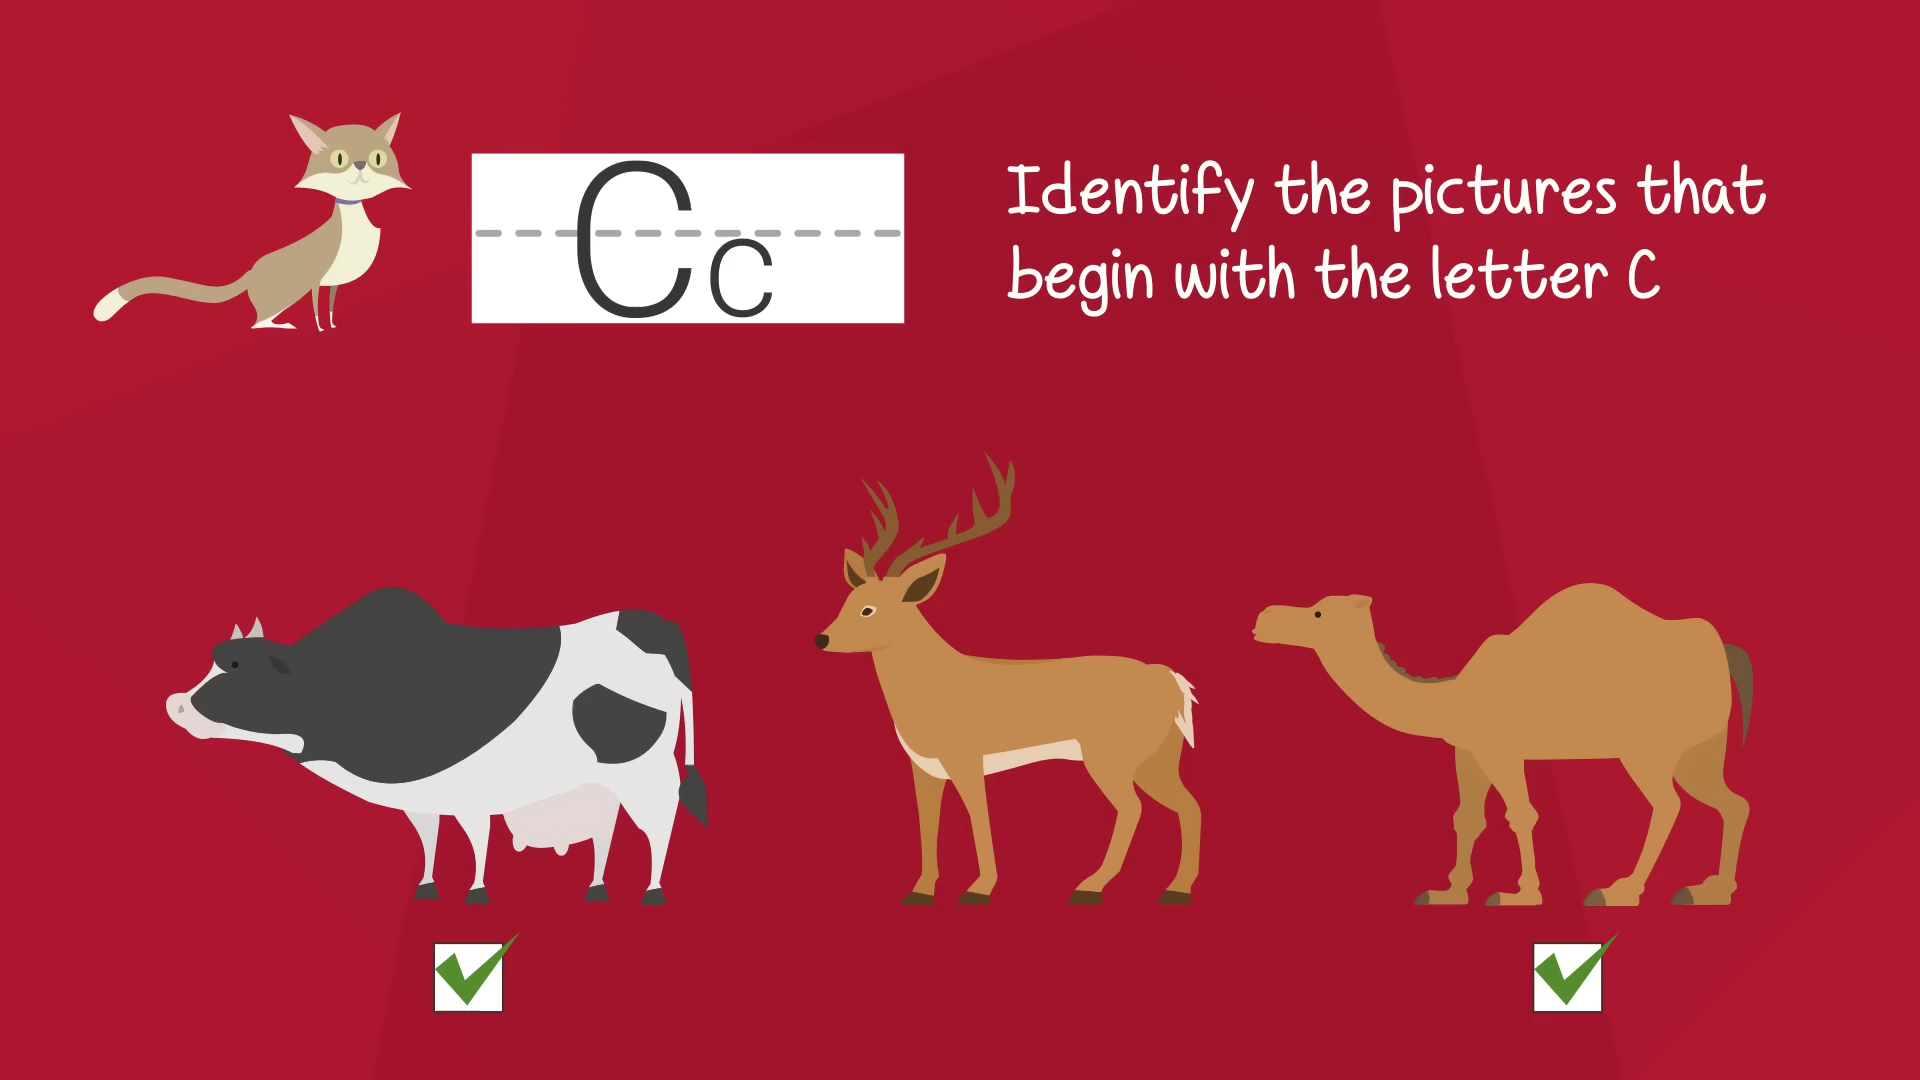 Cc
Identify the pictures that
begin with the letter C